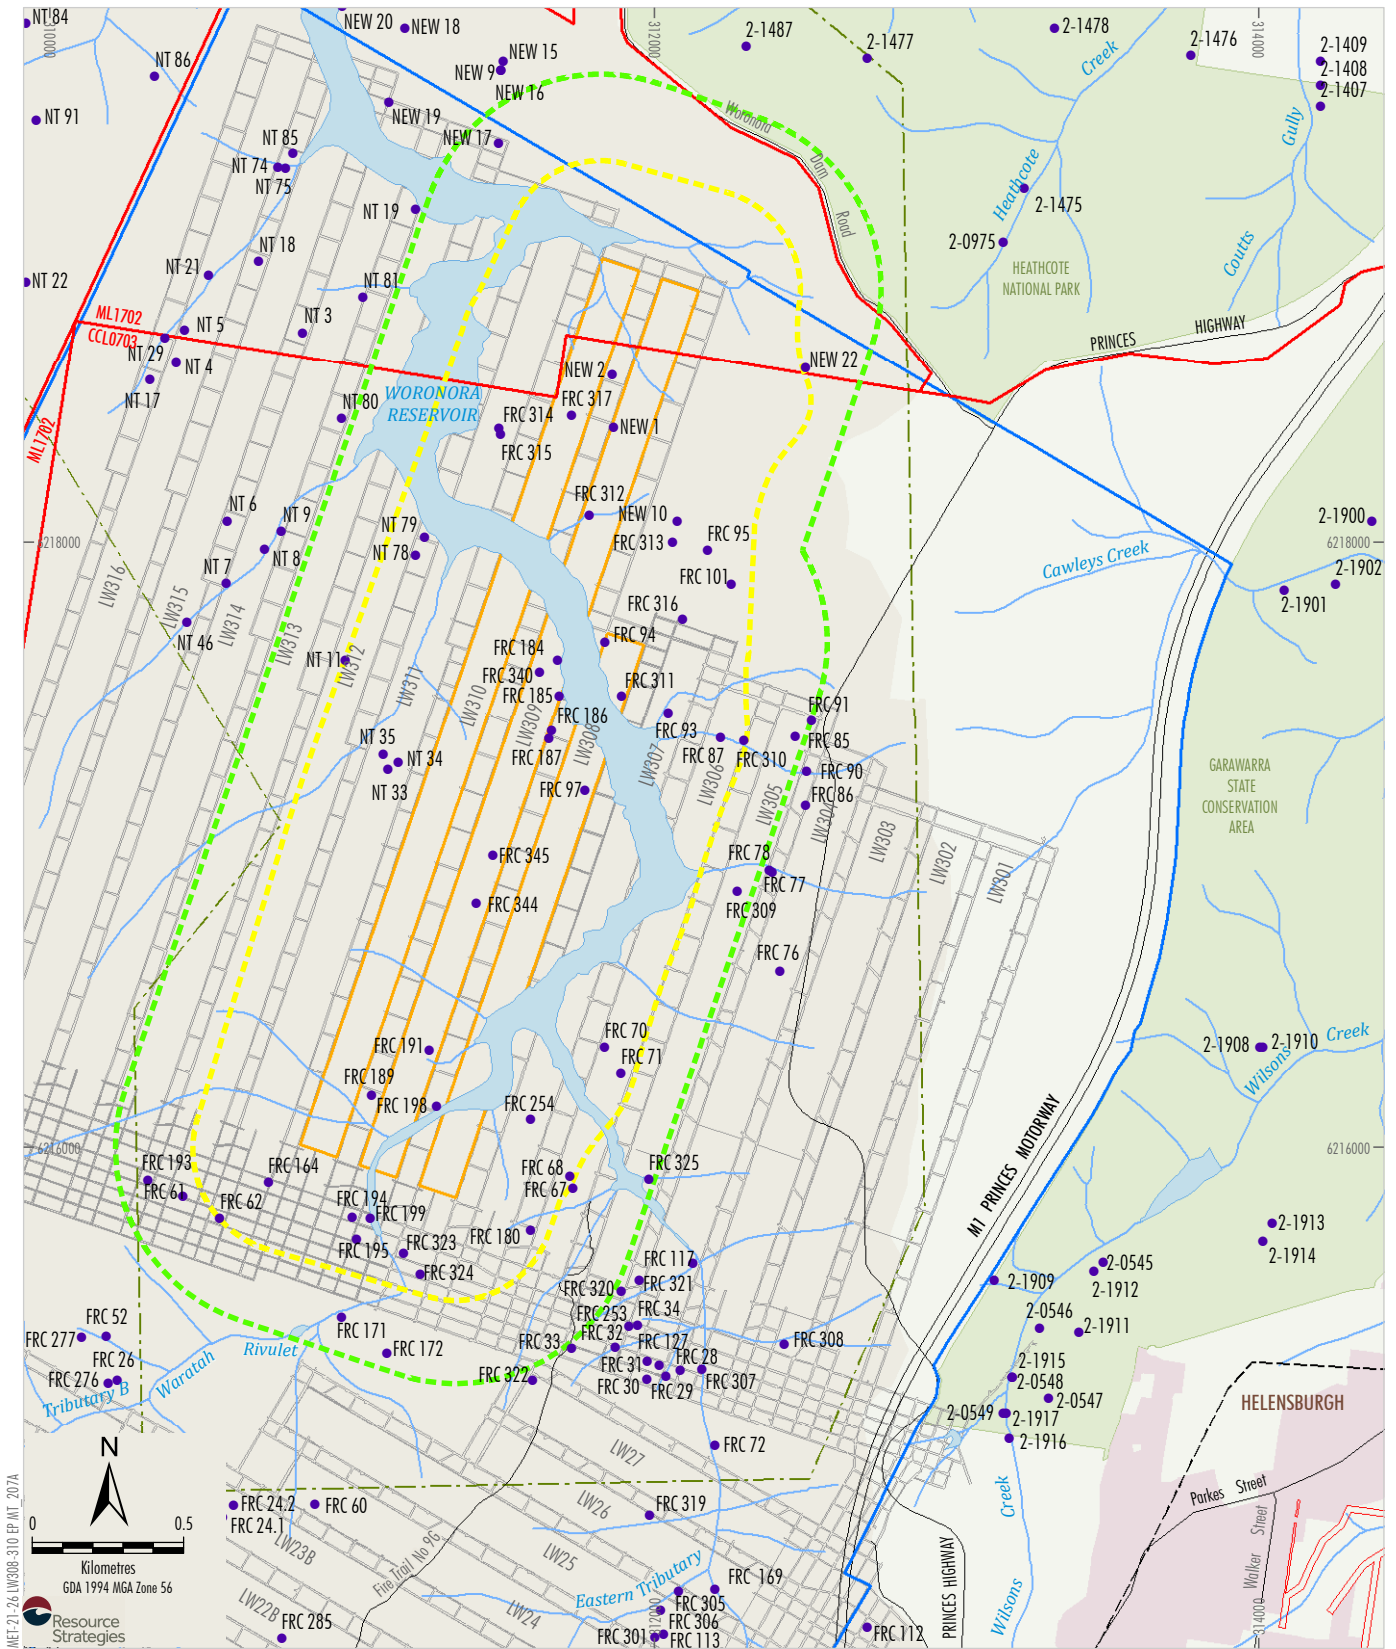 NT 84
310000
NEW 20
NEW 18
312000
2-1487
2-1477
2-1478
2-1476
314000
2-1409
2-1408
2-1407
NT 86
NEW 15
NEW 9
NEW 16
Creek
NT 91
NEW 19
NEW 17
Woronora
Dam
Road
Gully
NT 85
NT 74
NT 75
Heathcote
2-1475
NT 19
2-0975
Coutts
NT 18
NT 21
NT 22
NT 81
HEATHCOTE
NATIONAL PARK
ML1702
CCL0703
NT 5
NT 3
PRINCES
HIGHWAY
NT 29
NT 4
NT 17
NEW 2
NEW 22
WORONORA
RESERVOIR
NT 80
FRC 314
FRC 317
FRC 315
NEW 1
ML1702
NT 6
NT 9
FRC 312
NEW 10
2-1900
NT 79
FRC 313
FRC 95
6218000
6218000
NT 8
NT 78
Cawleys Creek
NT 7
FRC 101
2-1902
2-1901
LW316
LW315
LW314
LW313
LW312
LW311
LW310
LW309
LW308
LW307
LW306
LW305
LW304
LW303
LW302
LW301
NT 46
FRC 316
FRC 94
NT 11
FRC 184
FRC 340
FRC 185
FRC 311
FRC 186
FRC 93
FRC 91
FRC 187
FRC 87
FRC 310
FRC 85
NT 35
NT 34
NT 33
FRC 90
FRC 97
FRC 86
GARAWARRA
STATE
CONSERVATION
AREA
FRC 345
FRC 78
FRC 77
FRC 344
FRC 309
FRC 76
FRC 191
FRC 70
FRC 71
2-1908
2-1910
Creek
Wilsons
FRC 189
FRC 198
FRC 254
M1 PRINCES MOTORWAY
6216000
6216000
FRC 193
FRC 61
FRC 164
FRC 62
FRC 68
FRC 67
FRC 325
FRC 194
FRC 199
FRC 195
FRC 323
FRC 180
FRC 324
2-1913
2-1914
FRC 117
FRC 320
FRC 321
2-1909
2-0545
2-1912
FRC 253
FRC 34
2-0546
2-1911
FRC 52
FRC 277
FRC 171
FRC 172
FRC 33
FRC 32
FRC 127
FRC 308
Rivulet
Waratah
FRC 26
FRC 276
Tributary B
FRC 322
FRC 31
FRC 28
FRC 30
FRC 29
FRC 307
2-1915
2-0548
2-0547
2-0549
2-1917
2-1916
HELENSBURGH
N
LW27
FRC 72
Creek
Parkes Street
0
0.5
Kilometres
GDA 1994 MGA Zone 56
FRC 24.2
FRC 24.1
FRC 60
LW26
FRC 319
Walker Street
LW23B
Fire Trail No 9G
LW25
Eastern Tributary
FRC 169
PRINCES HIGHWAY
Wilsons
LW22B
LW24
FRC 305
312000
FRC 306
314000
FRC 285
FRC 301
FRC 113
FRC 112
Resource
Strategies
MET-21-26 LW308-310 EP MT 207A